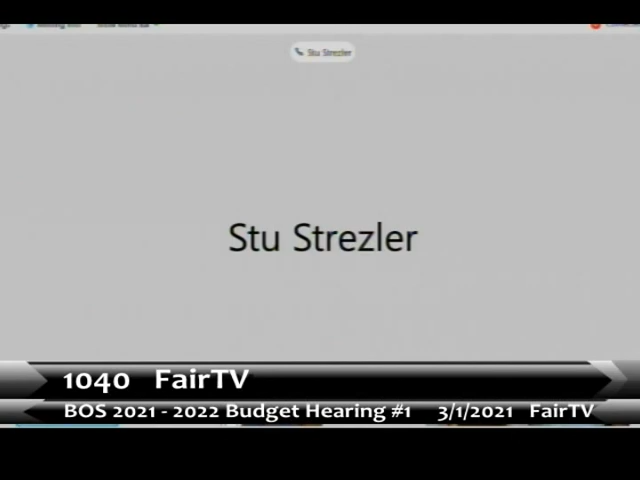 Stu Strezler
Stu Strezler
1040 FairTV
BOS 2021 - 2022 Budget Hearing #1 3/1/2021 FairTV